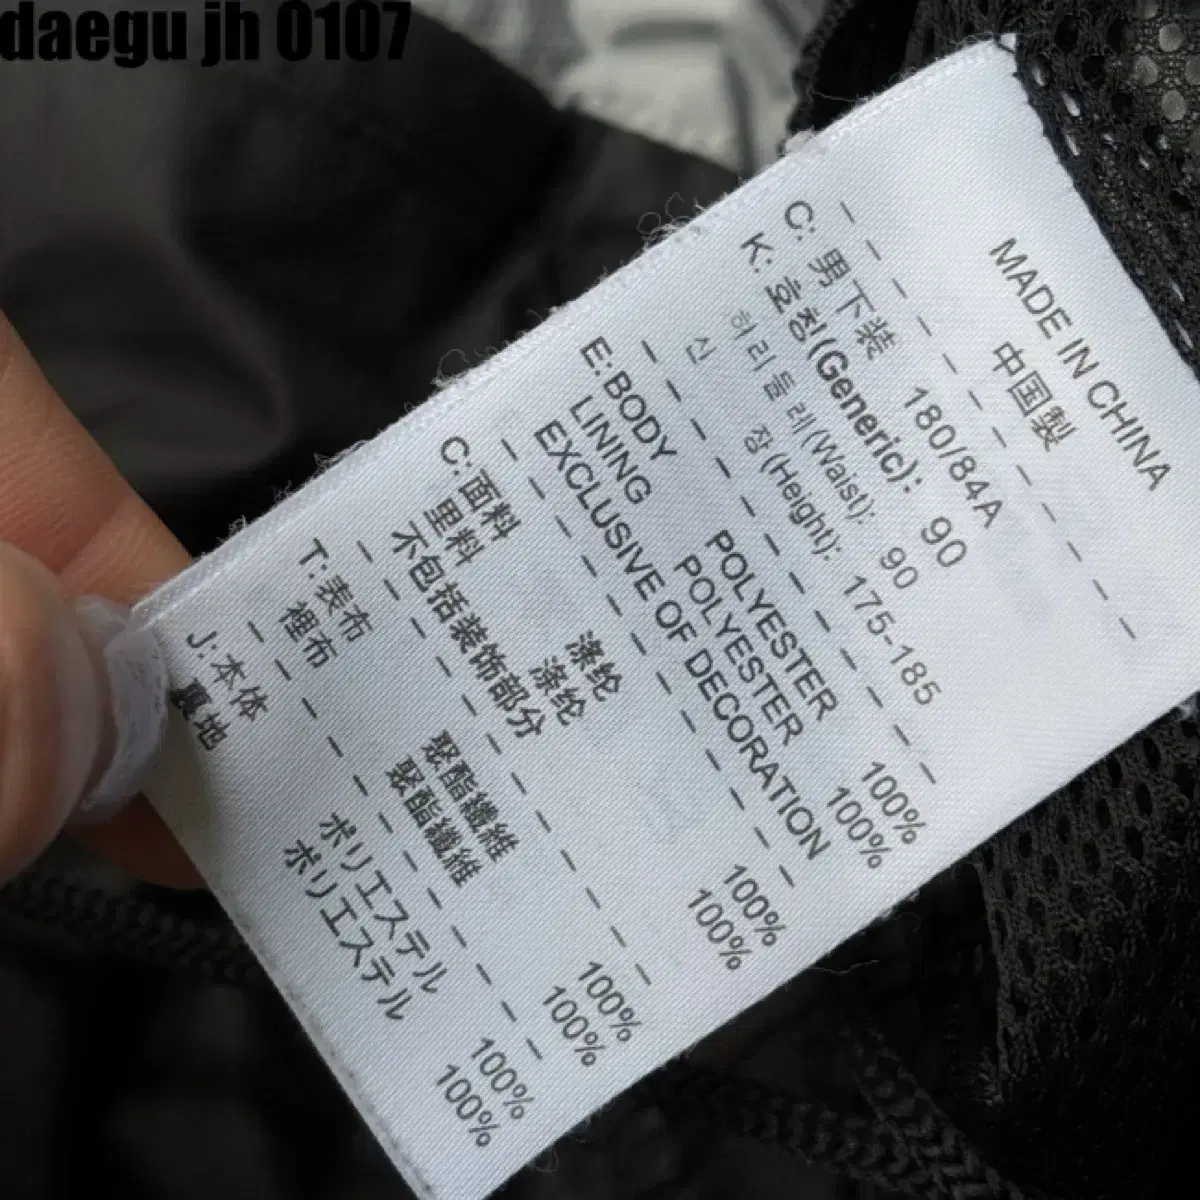 daegu jh 0107
MADE IN CHINA
中国製
C: 男下装 180/84A
K: 호칭(Generic): 90
허리둘레(Waist): 90
신 장(Height): 175-185
E: BODY POLYESTER 100%
LINING POLYESTER 100%
EXCLUSIVE OF DECORATION
C: 面料 涤纶 100%
里料 涤纶 100%
不包括装饰部分
T: 表布 聚酯纖維 100%
裡布 聚酯纖維 100%
J: 本体 ポリエステル 100%
裏地 ポリエステル 100%